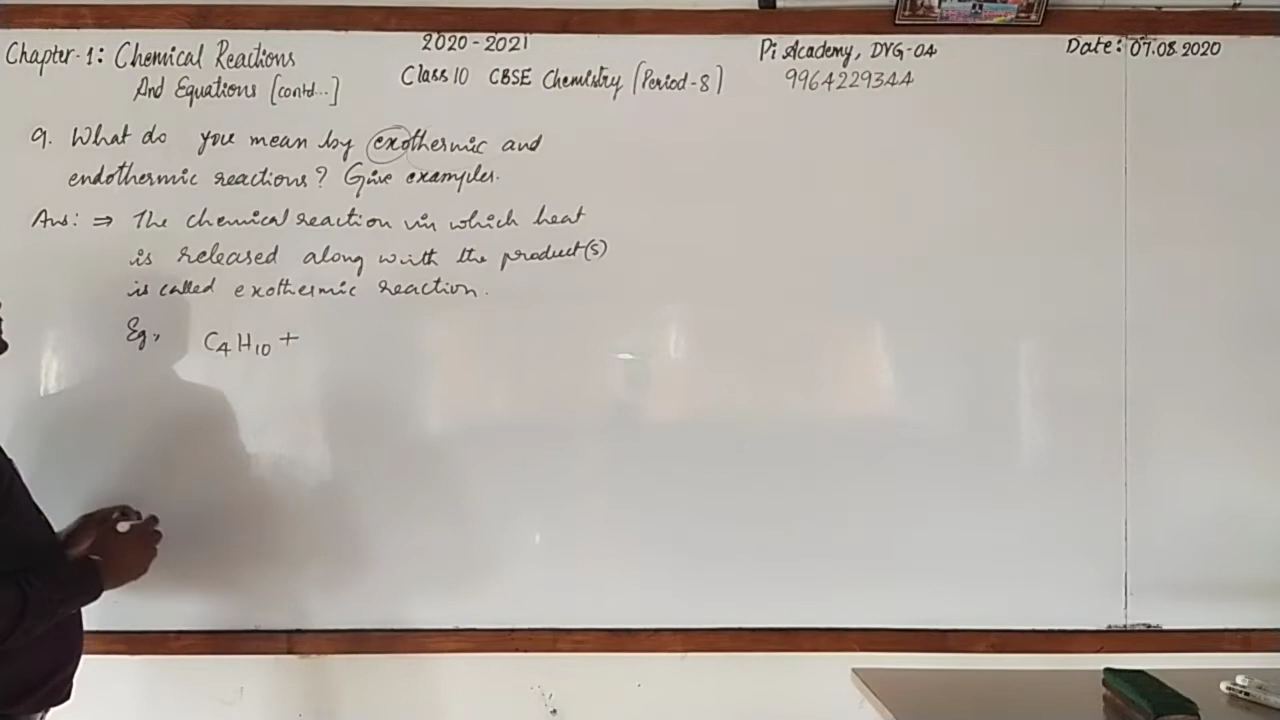 Chapter-1: Chemical Reactions
And Equations [contd...]
2020-2021
Class 10 CBSE Chemistry [Period-8]
Pi Academy, DVG-04
9964229344
Date: 07.08.2020
9. What do you mean by exothermic and
endothermic reactions? Give examples.
Ans: ⇒ The chemical reaction in which heat
is released along with the product(s)
is called exothermic reaction.
Eg: C4H10 +